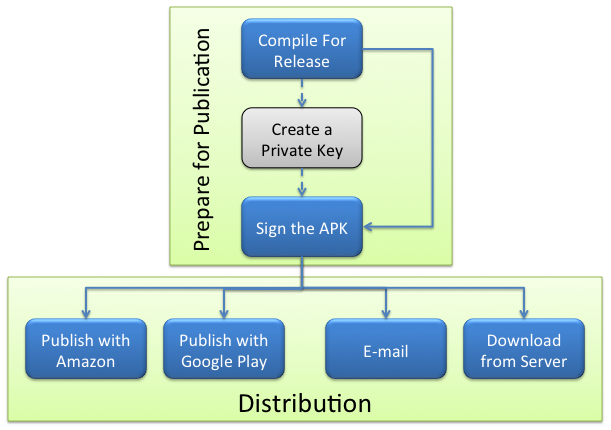 Prepare for Publication
Compile For
Release
Create a
Private Key
Sign the APK
Publish with
Amazon
Publish with
Google Play
E-mail
Download
from Server
Distribution